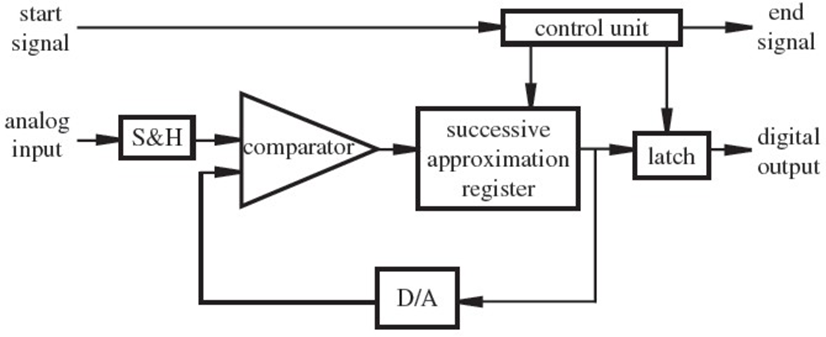 start
signal
control unit
end
signal
analog
input
S&H
comparator
successive
approximation
register
latch
digital
output
D/A